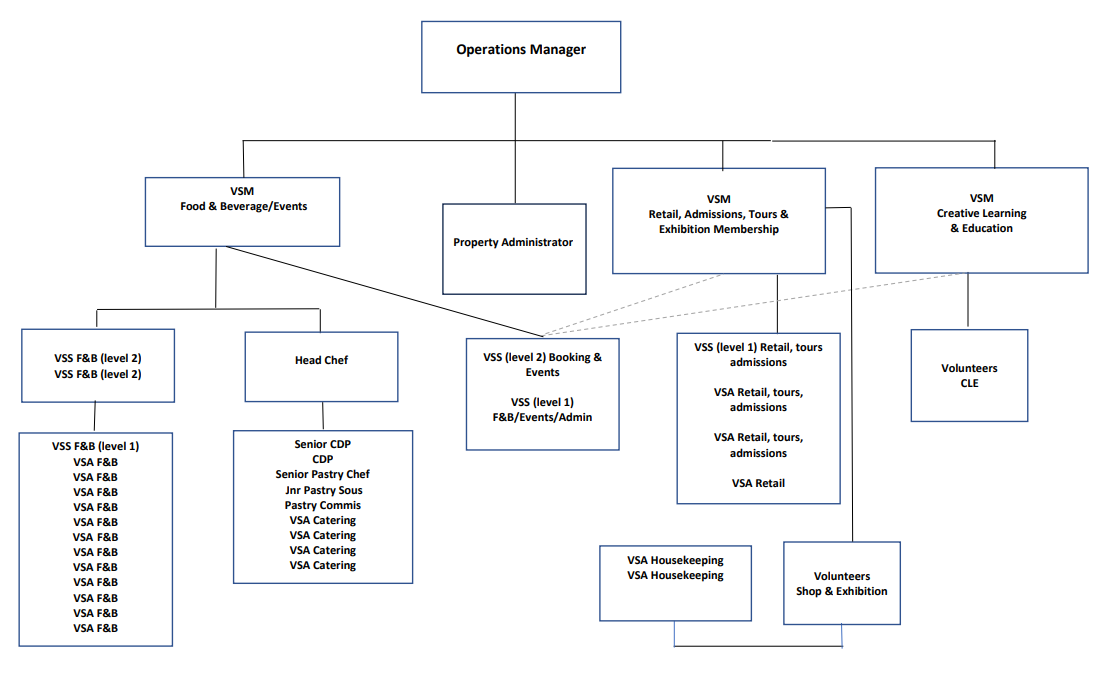 Operations Manager
VSM
Food & Beverage/Events
Property Administrator
VSM
Retail, Admissions, Tours &
Exhibition Membership
VSM
Creative Learning
& Education
VSS F&B (level 2)
VSS F&B (level 2)
Head Chef
VSS (level 2) Booking &
Events
VSS (level 1)
F&B/Events/Admin
VSS (level 1) Retail, tours
admissions
VSA Retail, tours,
admissions
VSA Retail, tours,
admissions
VSA Retail
Volunteers
CLE
VSS F&B (level 1)
VSA F&B
VSA F&B
VSA F&B
VSA F&B
VSA F&B
VSA F&B
VSA F&B
VSA F&B
VSA F&B
VSA F&B
VSA F&B
VSA F&B
Senior CDP
CDP
Senior Pastry Chef
Jnr Pastry Sous
Pastry Commis
VSA Catering
VSA Catering
VSA Catering
VSA Catering
VSA Housekeeping
VSA Housekeeping
Volunteers
Shop & Exhibition